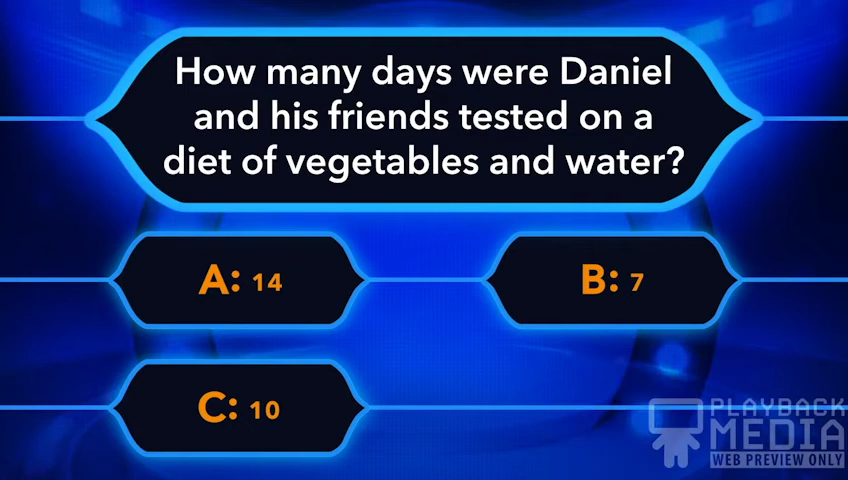 How many days were Daniel
and his friends tested on a
diet of vegetables and water?
A: 14
B: 7
C: 10
PLAYBACK
MEDIA
WEB PREVIEW ONLY